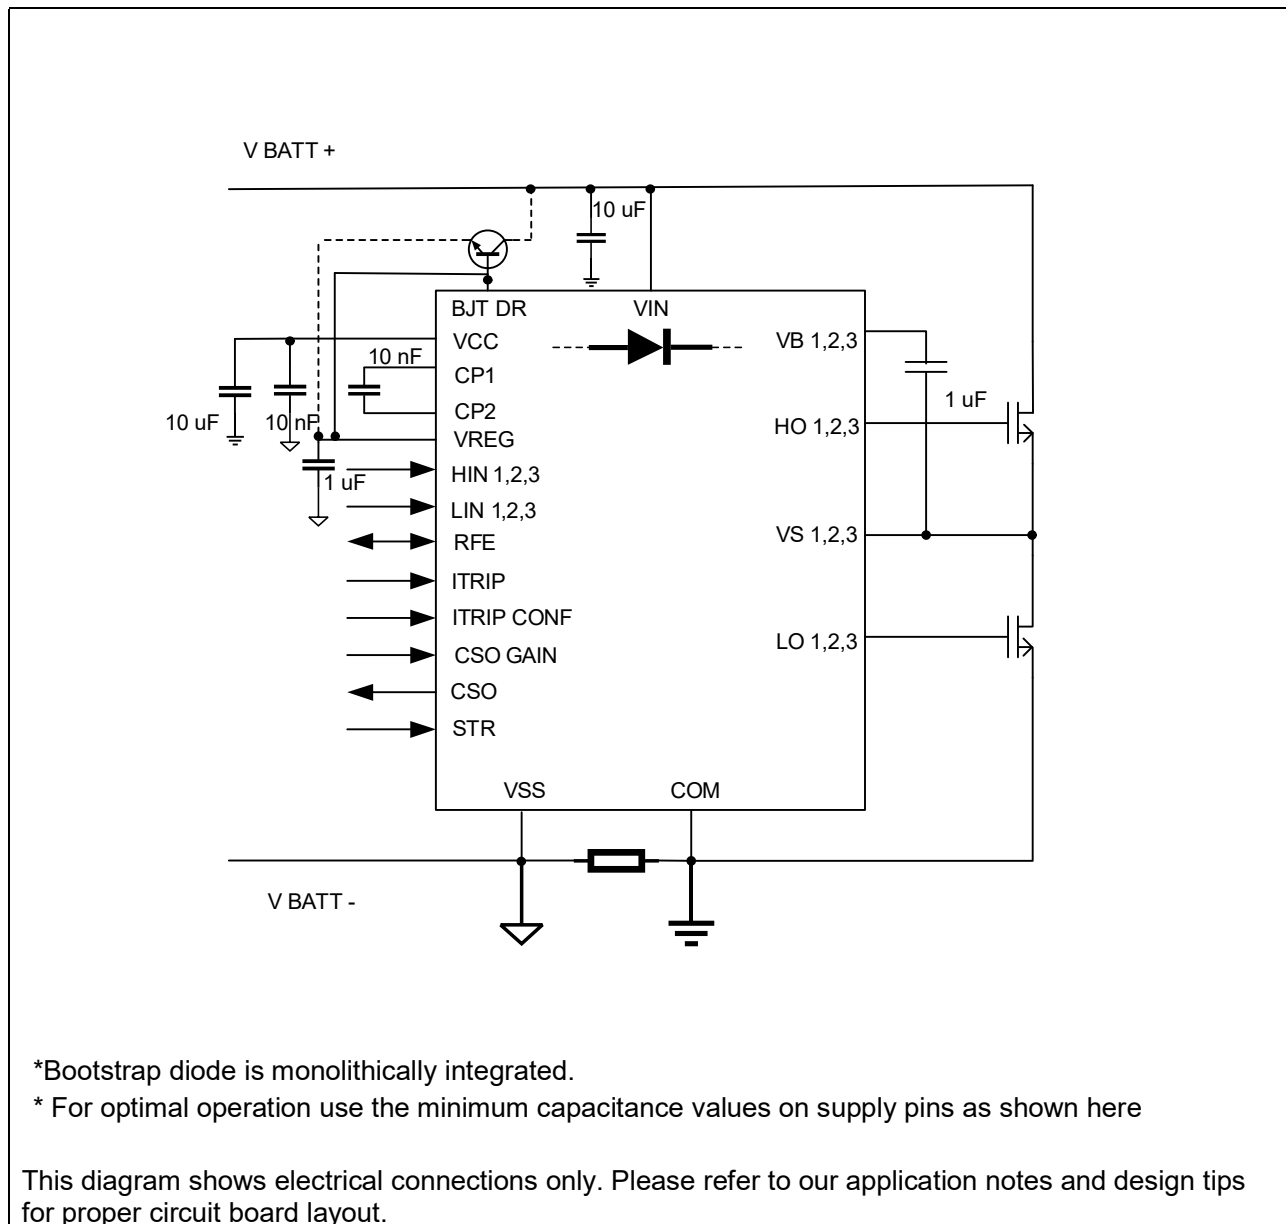 V BATT +
10 uF
BJT DR
VIN
VCC
VB 1,2,3
10 nF
CP1
1 uF
CP2
10 uF
10 nF
HO 1,2,3
VREG
HIN 1,2,3
1 uF
LIN 1,2,3
VS 1,2,3
RFE
ITRIP
ITRIP CONF
LO 1,2,3
CSO GAIN
CSO
STR
VSS
COM
V BATT -
*Bootstrap diode is monolithically integrated.
* For optimal operation use the minimum capacitance values on supply pins as shown here
This diagram shows electrical connections only. Please refer to our application notes and design tips
for proper circuit board layout.